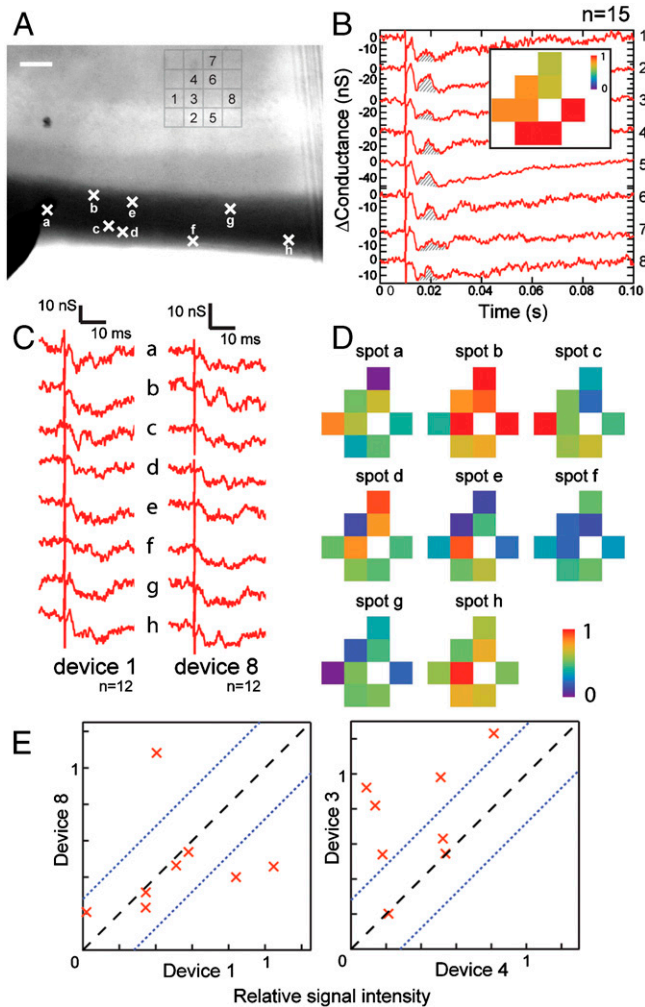 A
7
4 6
1 3 8
2 5
a
b
c
d
e
f
g
h
B
n=15
ΔConductance (nS)
0
-10
0
-20
0
-10
0
-10
0
-40
0
-10
0
-10
0
-10
1
0
1
2
3
4
5
6
7
8
0 0.02 0.04 0.06 0.08 0.10
Time (s)
C
10 nS
10 ms
10 nS
10 ms
a
b
c
d
e
f
g
h
device 1
n=12
device 8
n=12
D
spot a spot b spot c
spot d spot e spot f
spot g spot h
1
0
E
Device 8
1
0
0 1
Device 1
Device 3
1
0
0 1
Device 4
Relative signal intensity